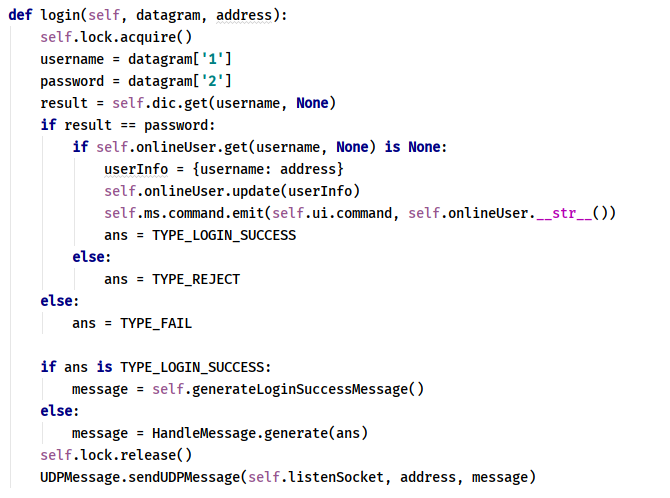 def login(self, datagram, address):
    self.lock.acquire()
    username = datagram['1']
    password = datagram['2']
    result = self.dic.get(username, None)
    if result == password:
        if self.onlineUser.get(username, None) is None:
            userInfo = {username: address}
            self.onlineUser.update(userInfo)
            self.ms.command.emit(self.ui.command, self.onlineUser.__str__())
            ans = TYPE_LOGIN_SUCCESS
        else:
            ans = TYPE_REJECT
    else:
        ans = TYPE_FAIL

    if ans is TYPE_LOGIN_SUCCESS:
        message = self.generateLoginSuccessMessage()
    else:
        message = HandleMessage.generate(ans)
    self.lock.release()
    UDPMessage.sendUDPMessage(self.listenSocket, address, message)